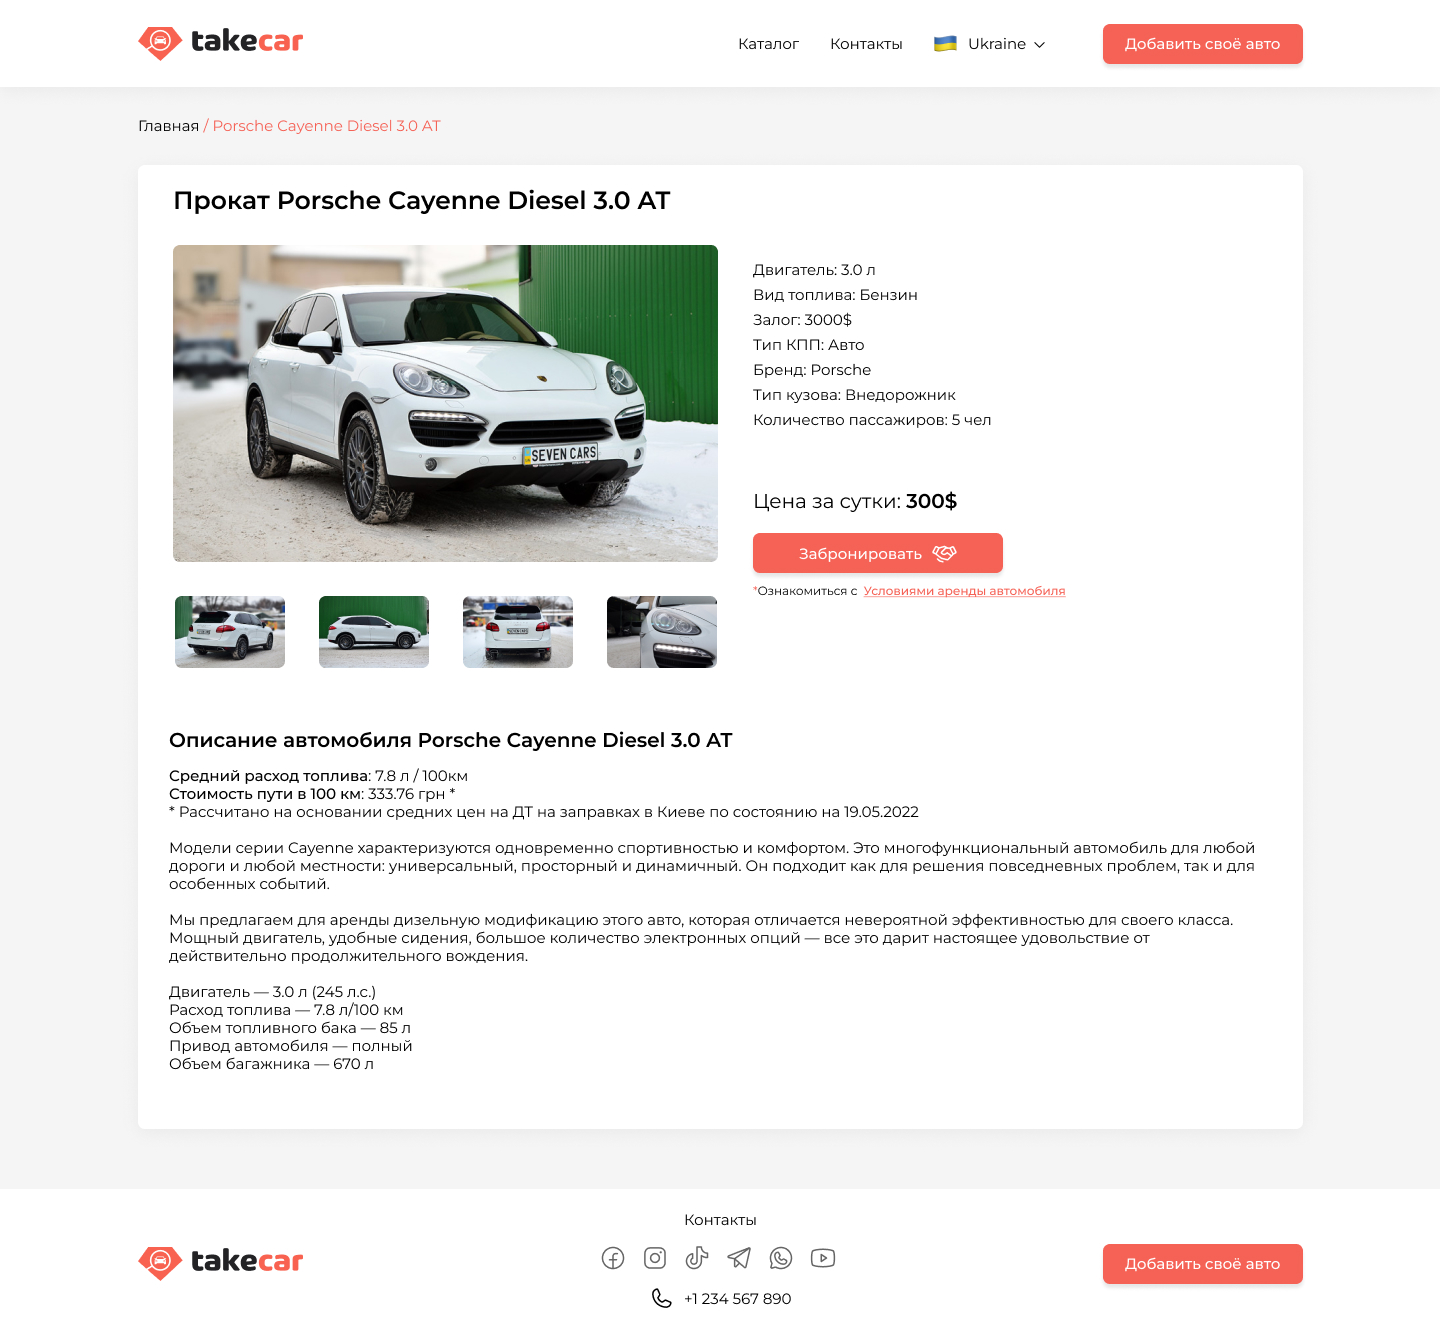 takecar
Каталог
Контакты
Ukraine
Добавить своё авто
Главная / Porsche Cayenne Diesel 3.0 AT
Прокат Porsche Cayenne Diesel 3.0 AT
SEVEN CARS
Двигатель: 3.0 л
Вид топлива: Бензин
Залог: 3000$
Тип КПП: Авто
Бренд: Porsche
Тип кузова: Внедорожник
Количество пассажиров: 5 чел
Цена за сутки: 300$
Забронировать
*Ознакомиться с Условиями аренды автомобиля
SEVEN CARS
Описание автомобиля Porsche Cayenne Diesel 3.0 AT
Средний расход топлива: 7.8 л / 100км
Стоимость пути в 100 км: 333.76 грн *
* Рассчитано на основании средних цен на ДТ на заправках в Киеве по состоянию на 19.05.2022
Модели серии Cayenne характеризуются одновременно спортивностью и комфортом. Это многофункциональный автомобиль для любой
дороги и любой местности: универсальный, просторный и динамичный. Он подходит как для решения повседневных проблем, так и для
особенных событий.
Мы предлагаем для аренды дизельную модификацию этого авто, которая отличается невероятной эффективностью для своего класса.
Мощный двигатель, удобные сидения, большое количество электронных опций — все это дарит настоящее удовольствие от
действительно продолжительного вождения.
Двигатель — 3.0 л (245 л.с.)
Расход топлива — 7.8 л/100 км
Объем топливного бака — 85 л
Привод автомобиля — полный
Объем багажника — 670 л
takecar
Контакты
+1 234 567 890
Добавить своё авто